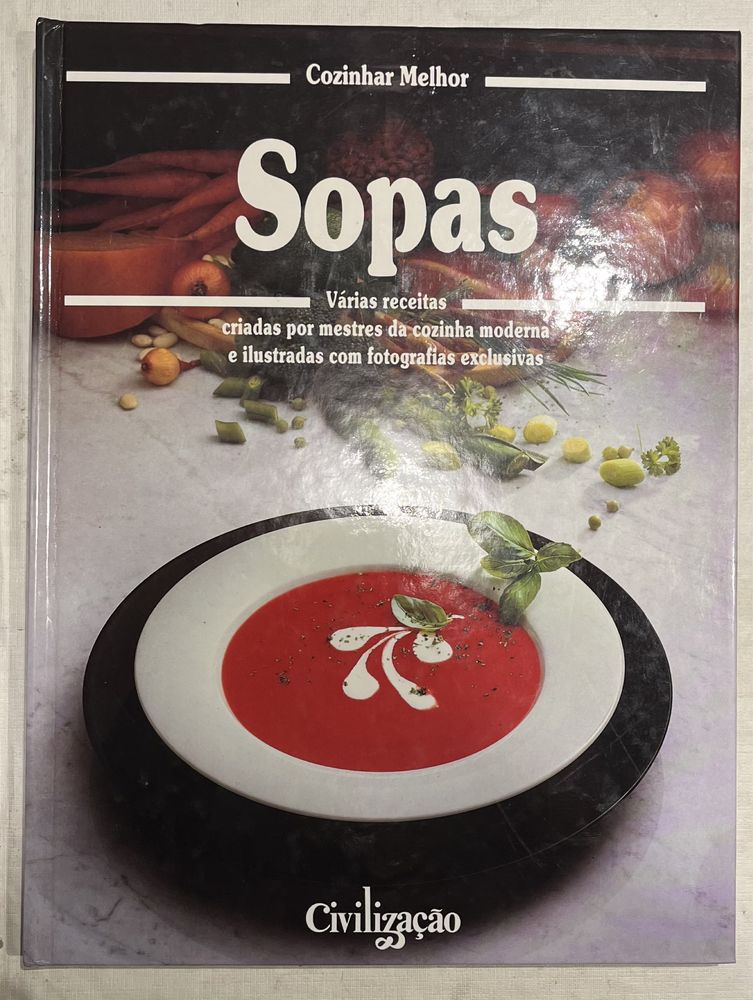 Cozinhar Melhor
Sopas
Várias receitas
criadas por mestres da cozinha moderna
e ilustradas com fotografias exclusivas
Civilização